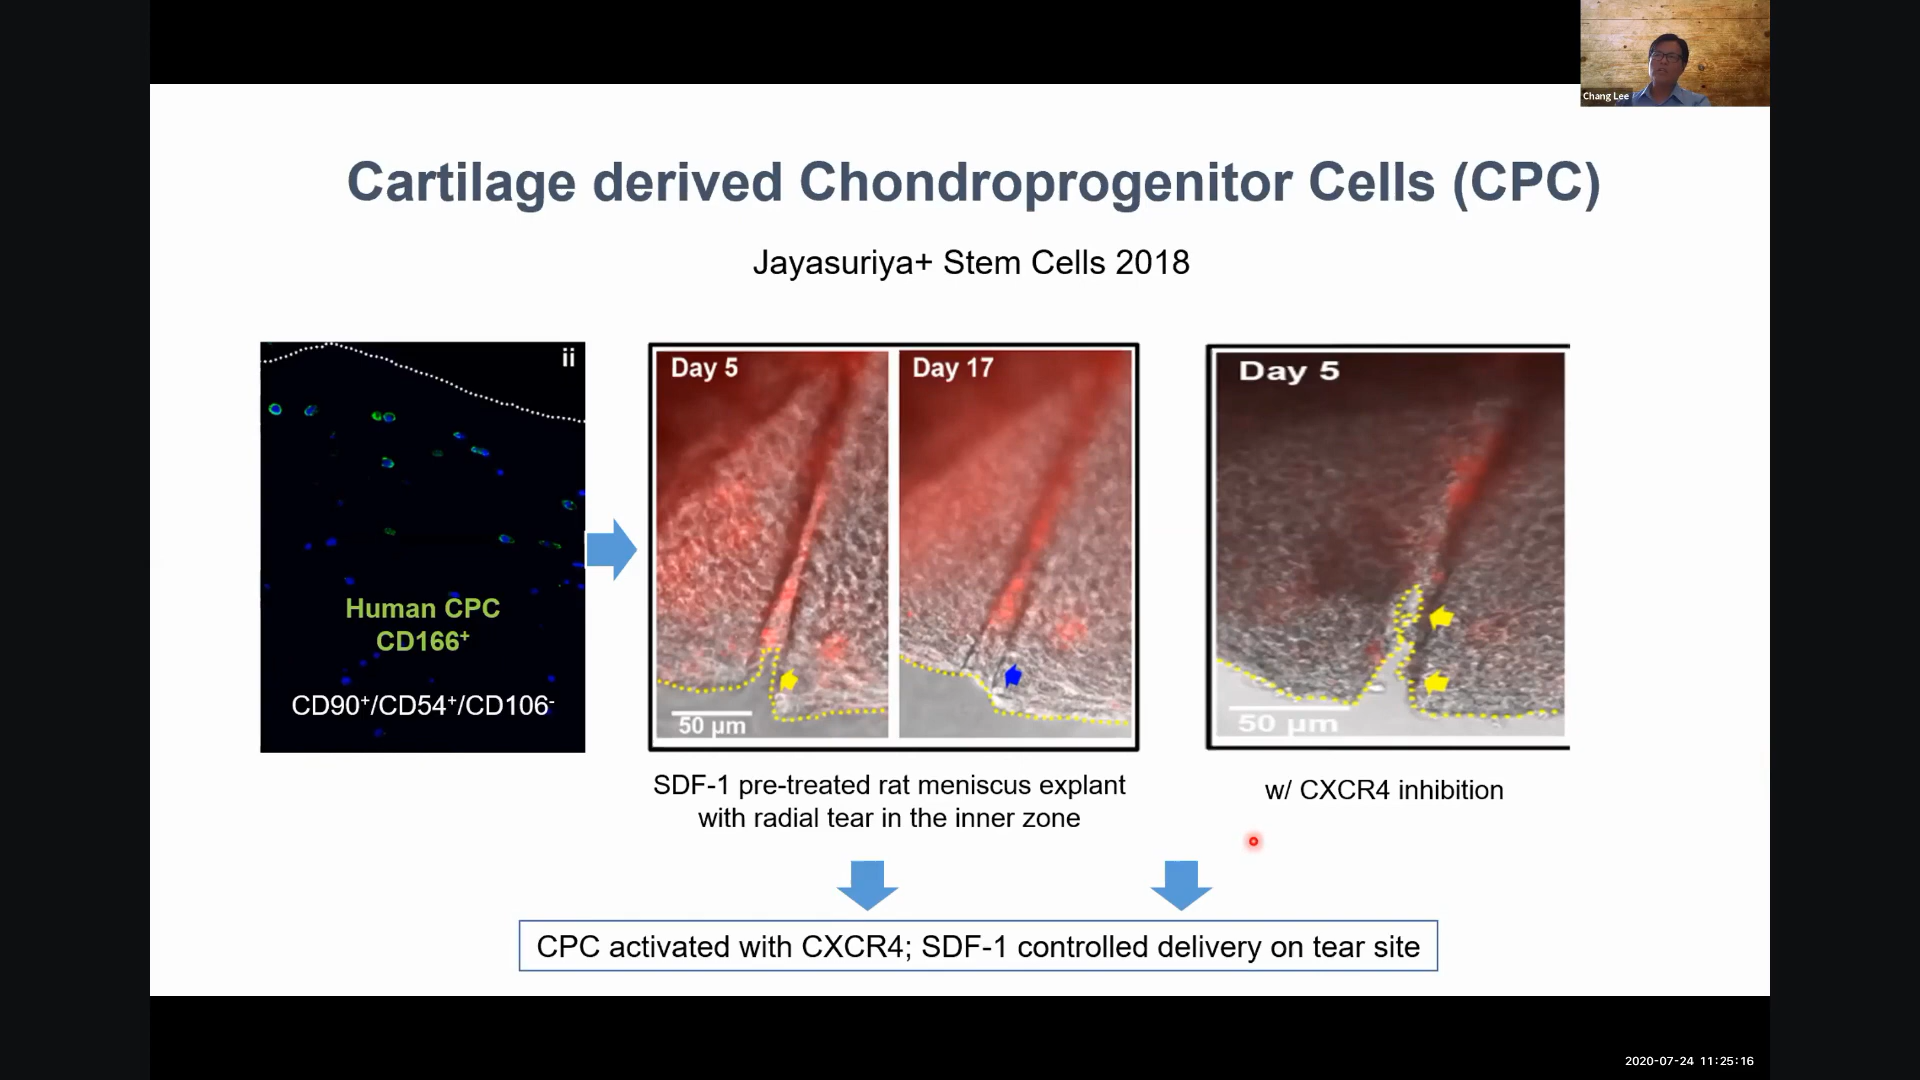 Chang Lee
Cartilage derived Chondroprogenitor Cells (CPC)
Jayasuriya+ Stem Cells 2018
ii
Human CPC
CD166⁺
CD90⁺/CD54⁺/CD106⁻
Day 5
50 µm
Day 17
SDF-1 pre-treated rat meniscus explant
with radial tear in the inner zone
Day 5
50 µm
w/ CXCR4 inhibition
CPC activated with CXCR4; SDF-1 controlled delivery on tear site
2020-07-24 11:25:16